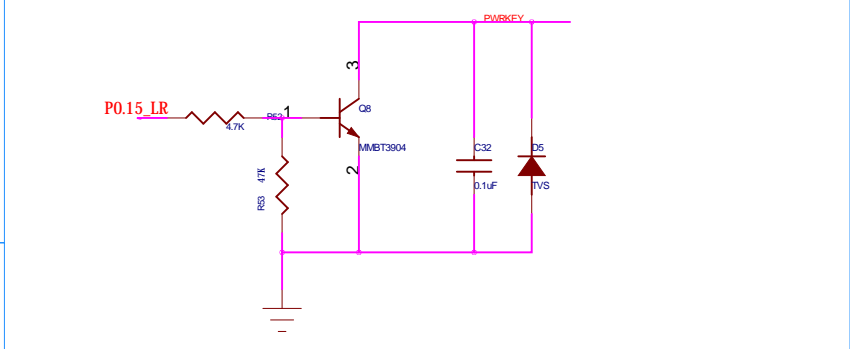 PWRKEY
3
P0.15_LR
R52
1
Q8
4.7K
MMBT3904
C32
D5
2
47K
0.1uF
TVS
R53